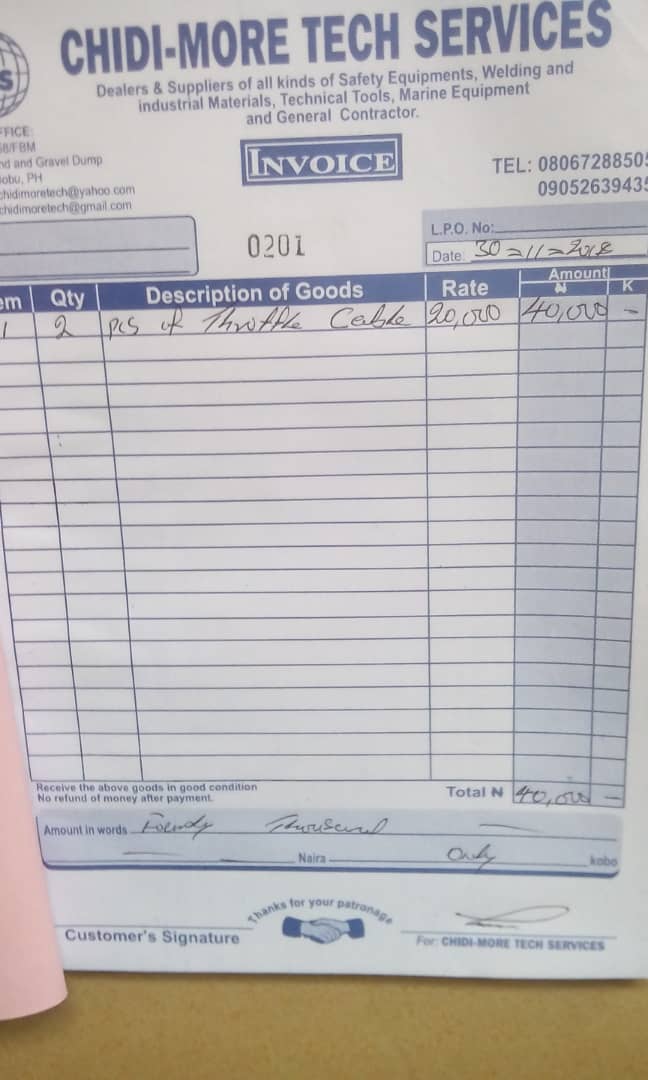 CHIDI-MORE TECH SERVICES
S
Dealers & Suppliers of all kinds of Safety Equipments, Welding and
industrial Materials, Technical Tools, Marine Equipment
and General Contractor.
FFICE:
58/FBM
nd and Gravel Dump
obu, PH
chidimoretech@yahoo.com
chidimoretech@gmail.com
INVOICE
TEL: 0806728850
0905263943
0201
L.P.O. No:
Date: 30=11=2018
em Qty Description of Goods Rate Amount
₦ K
1 2 pcs of Throttle Cable 20,000 40,000 -
Receive the above goods in good condition
No refund of money after payment.
Total ₦ 40,000 -
Amount in words Fourty Thousand
Naira Only kobo
Thanks for your patronage
Customer's Signature
For: CHIDI-MORE TECH SERVICES